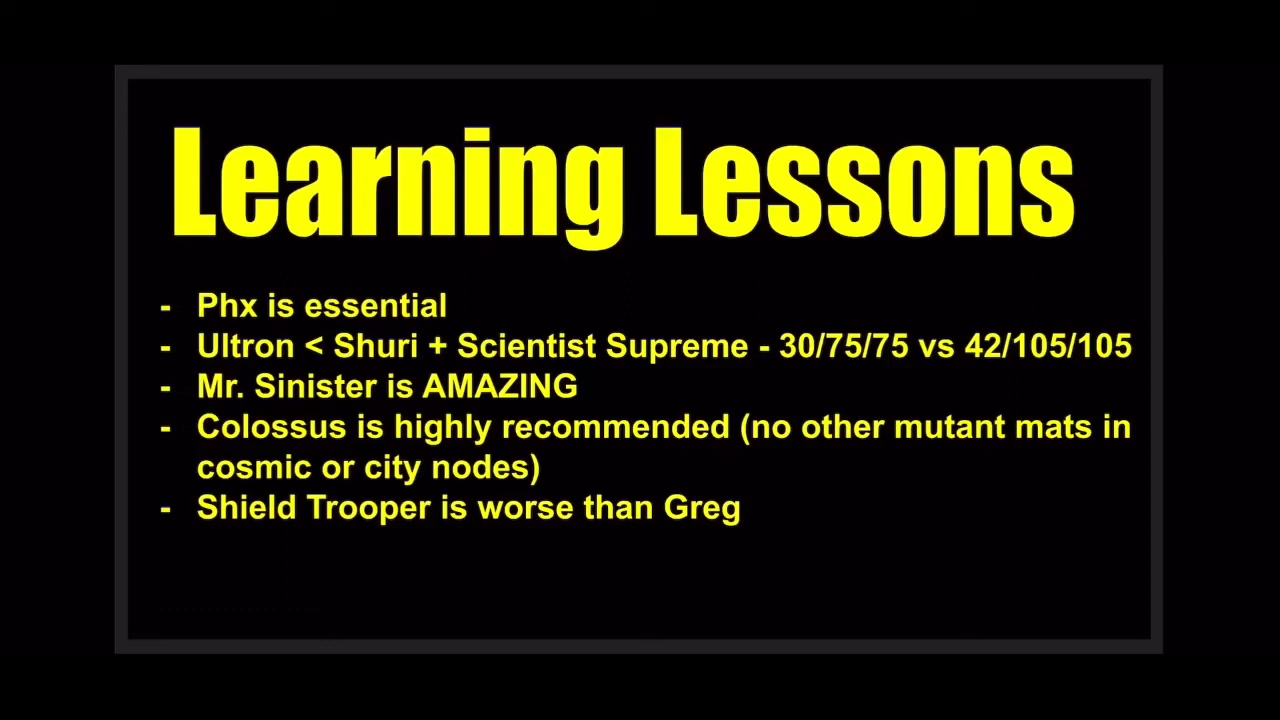 Learning Lessons
- Phx is essential
- Ultron < Shuri + Scientist Supreme - 30/75/75 vs 42/105/105
- Mr. Sinister is AMAZING
- Colossus is highly recommended (no other mutant mats in
cosmic or city nodes)
- Shield Trooper is worse than Greg